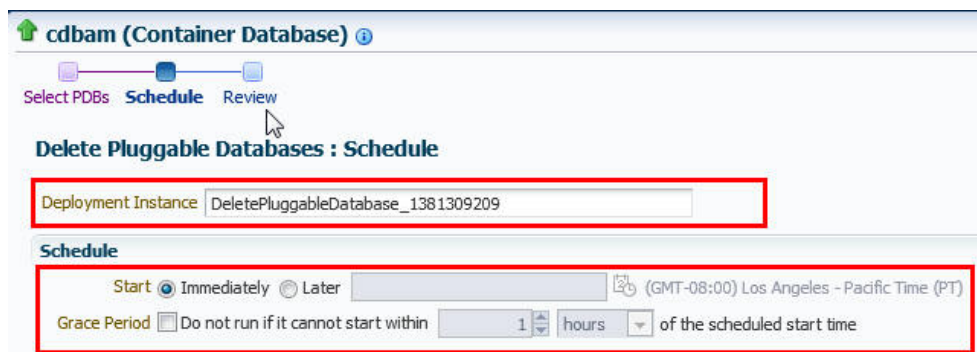 cdbam (Container Database)
Select PDBs Schedule Review
Delete Pluggable Databases : Schedule
Deployment Instance DeletePluggableDatabase_1381309209
Schedule
Start Immediately Later (GMT-08:00) Los Angeles - Pacific Time (PT)
Grace Period Do not run if it cannot start within 1 hours of the scheduled start time